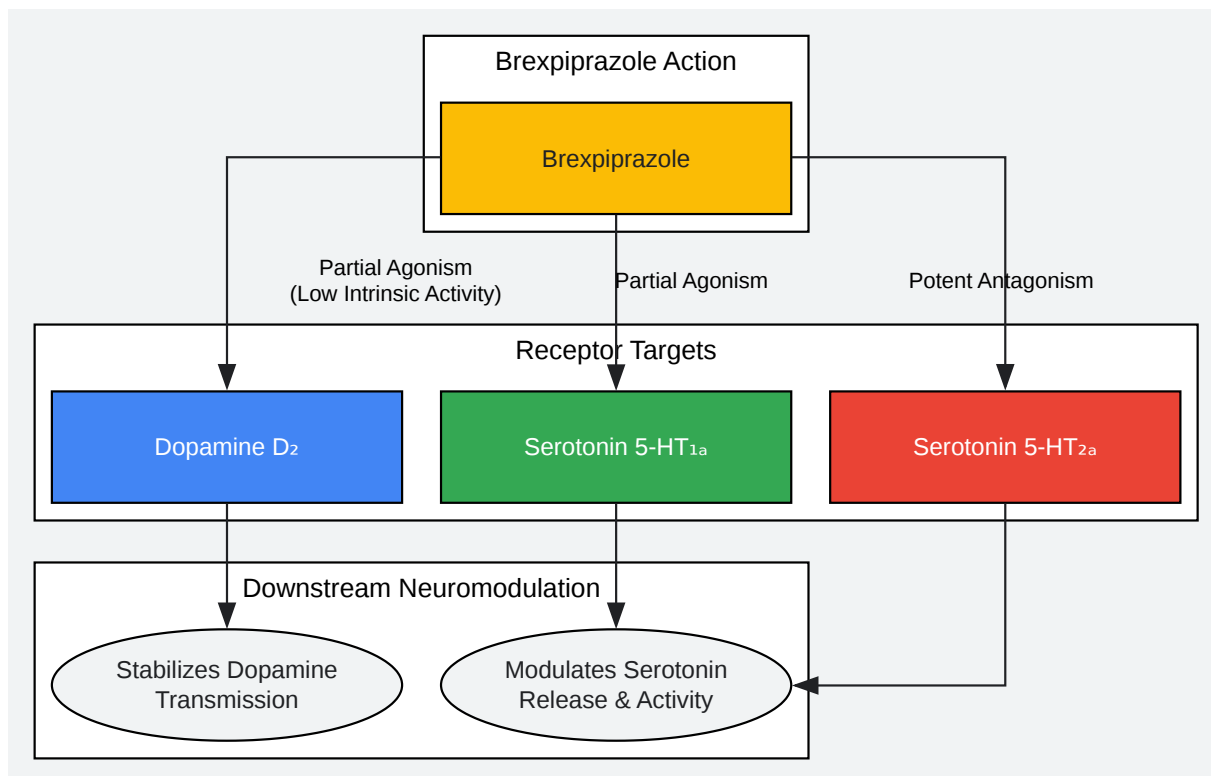 Brexpiprazole Action
Brexpiprazole
Partial Agonism
(Low Intrinsic Activity)
Partial Agonism
Potent Antagonism
Receptor Targets
Dopamine D₂
Serotonin 5-HT₁ₐ
Serotonin 5-HT₂ₐ
Downstream Neuromodulation
Stabilizes Dopamine
Transmission
Modulates Serotonin
Release & Activity